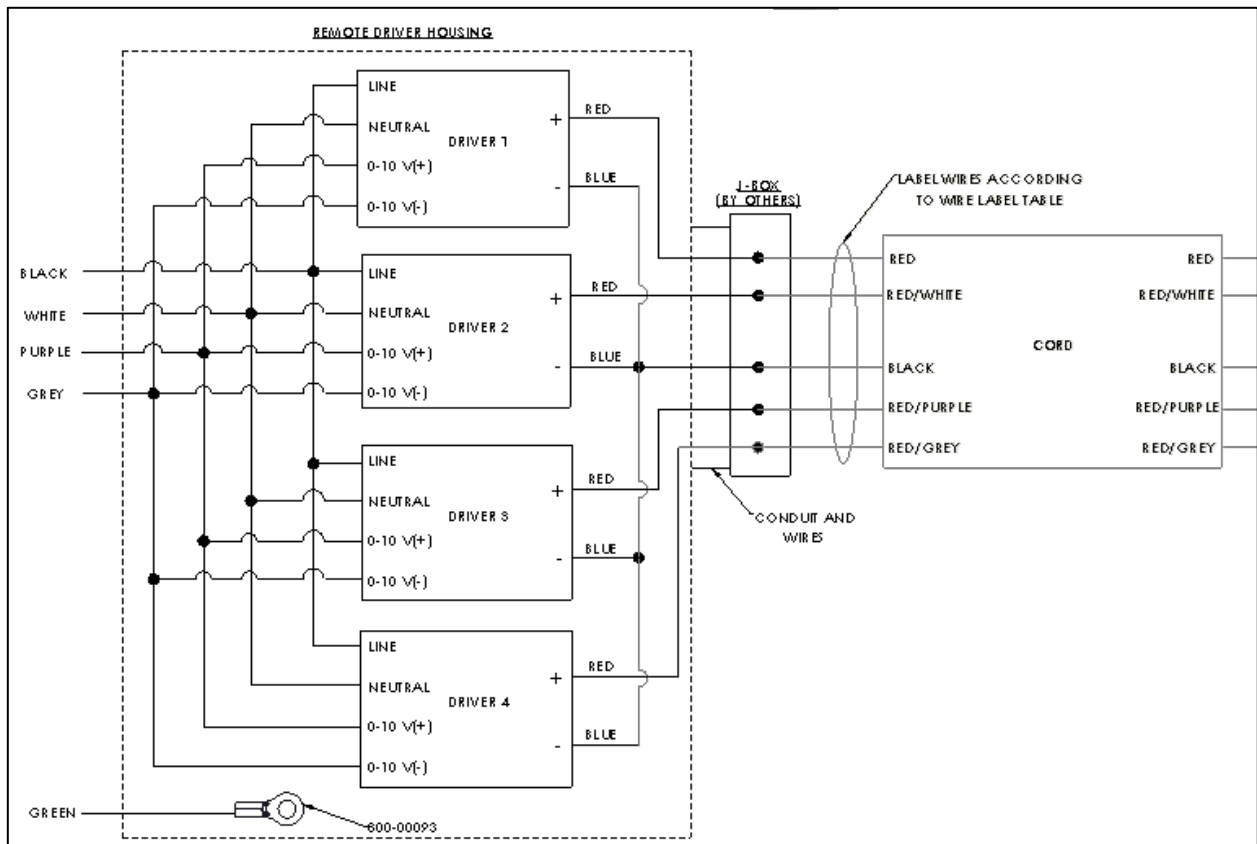 REMOTE DRIVER HOUSING
LINE
NEUTRAL
0-10 V(+)
0-10 V(-)
DRIVER 1
+
-
RED
BLUE
BLACK
WHITE
PURPLE
GREY
LINE
NEUTRAL
0-10 V(+)
0-10 V(-)
DRIVER 2
+
-
RED
BLUE
LINE
NEUTRAL
0-10 V(+)
0-10 V(-)
DRIVER 3
+
-
RED
BLUE
LINE
NEUTRAL
0-10 V(+)
0-10 V(-)
DRIVER 4
+
-
RED
BLUE
GREEN
600-00093
J-BOX
(BY OTHERS)
CONDUIT AND
WIRES
LABEL WIRES ACCORDING
TO WIRE LABEL TABLE
RED
RED/WHITE
BLACK
RED/PURPLE
RED/GREY
CORD
RED
RED/WHITE
BLACK
RED/PURPLE
RED/GREY